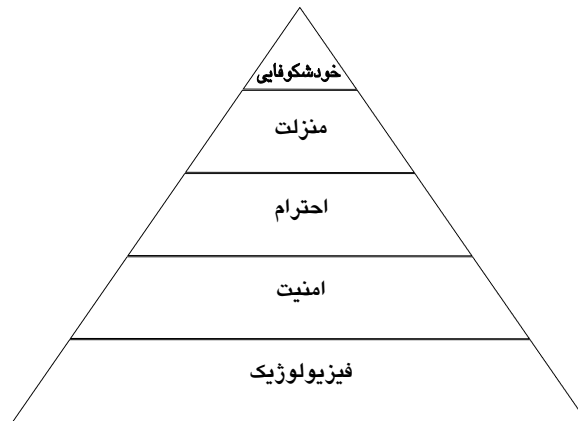 خودشکوفایی
منزلت
احترام
امنیت
فیزیولوژیک